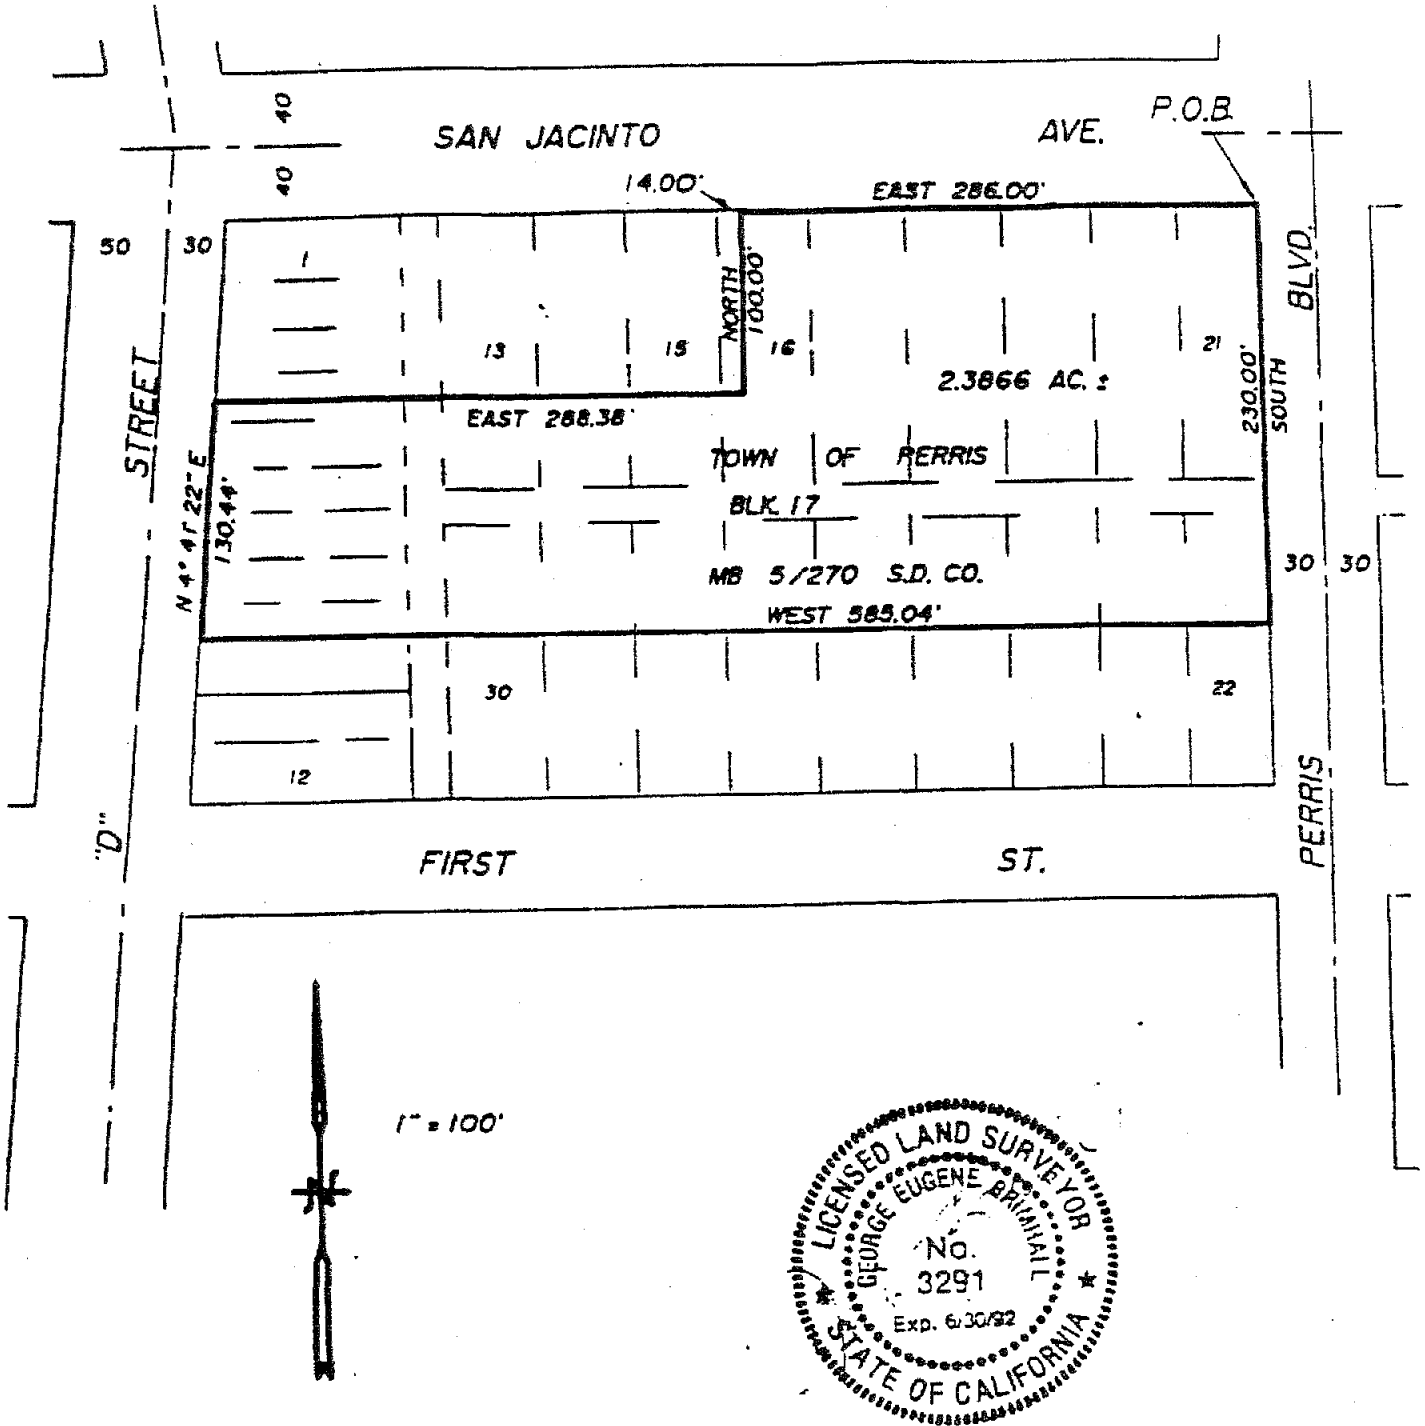 P.O.B.
40
SAN JACINTO AVE.
40
14.00'
EAST 286.00'
50
30
1
BLVD.
NORTH
100.00'
13
15
16
21
STREET
2.3866 AC. ±
230.00'
SOUTH
EAST 288.38'
TOWN OF PERRIS
N 4° 41' 22" E
130.44'
BLK. 17
30
30
MB 5/270 S.D. CO.
WEST 585.04'
30
22
12
"D"
PERRIS
FIRST ST.
1" = 100'
LICENSED LAND SURVEYOR
GEORGE EUGENE
No.
3291
Exp. 6/30/92
STATE OF CALIFORNIA